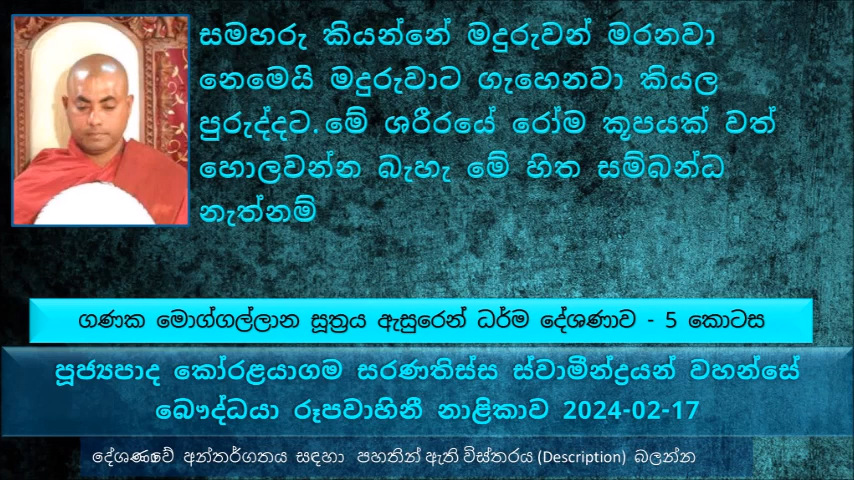 සමහරු කියන්නේ මදුරුවන් මරනවා
නෙමෙයි මදුරුවාට ගැහෙනවා කියල
පුරුද්දට. මේ ශරීරයේ රෝම කූපයක් වත්
හොලවන්න බැහැ මේ හිත සම්බන්ධ
නැත්නම්
ගණක මොග්ගල්ලාන සූත්‍රය ඇසුරෙන් ධර්ම දේශණාව - 5 කොටස
පූජ්‍යපාද කෝරළයාගම සරණතිස්ස ස්වාමීන්ද්‍රයන් වහන්සේ
බෞද්ධයා රූපවාහිනී නාළිකාව 2024-02-17
දේශණාවේ අන්තර්ගතය සඳහා පහතින් ඇති විස්තරය (Description) බලන්න